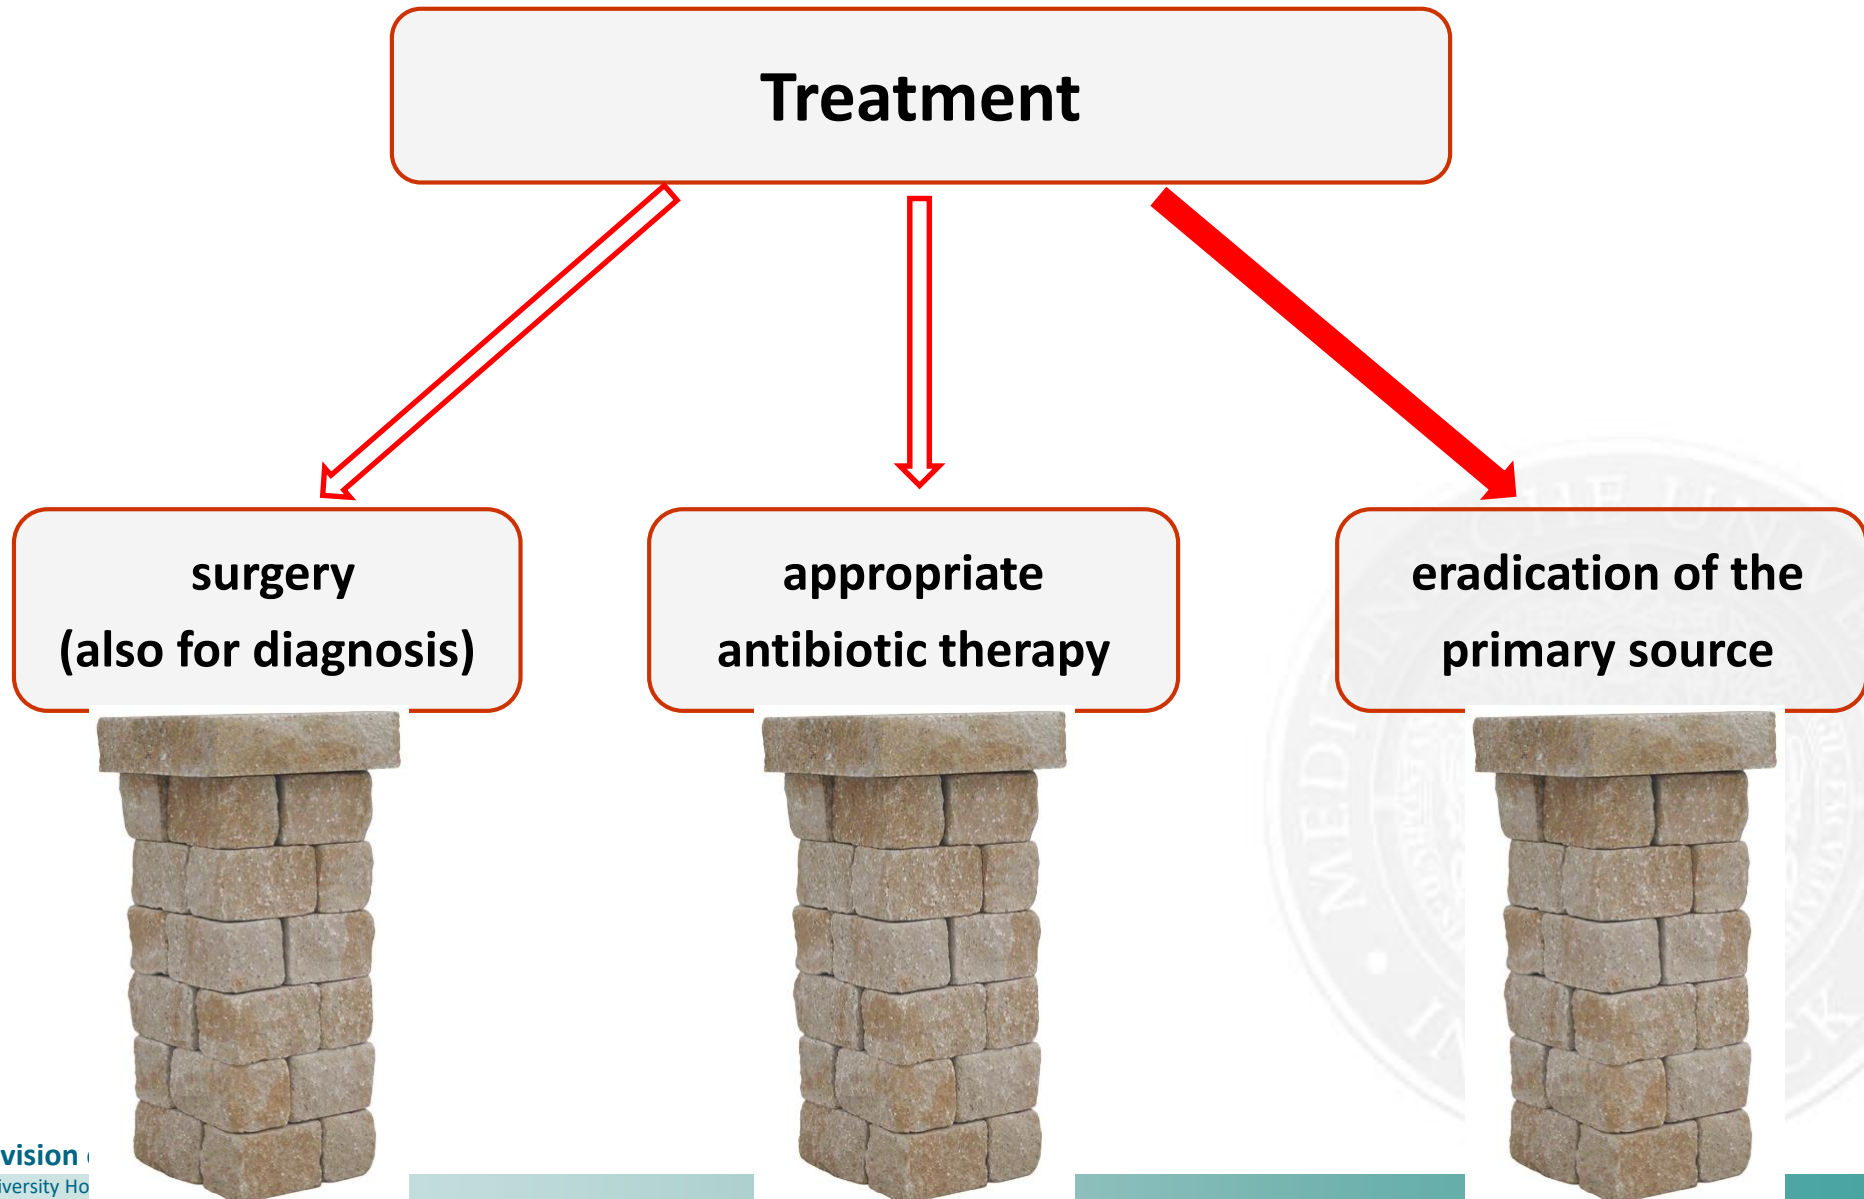 Treatment
surgery
(also for diagnosis)
appropriate
antibiotic therapy
eradication of the
primary source
vision
iversity Ho